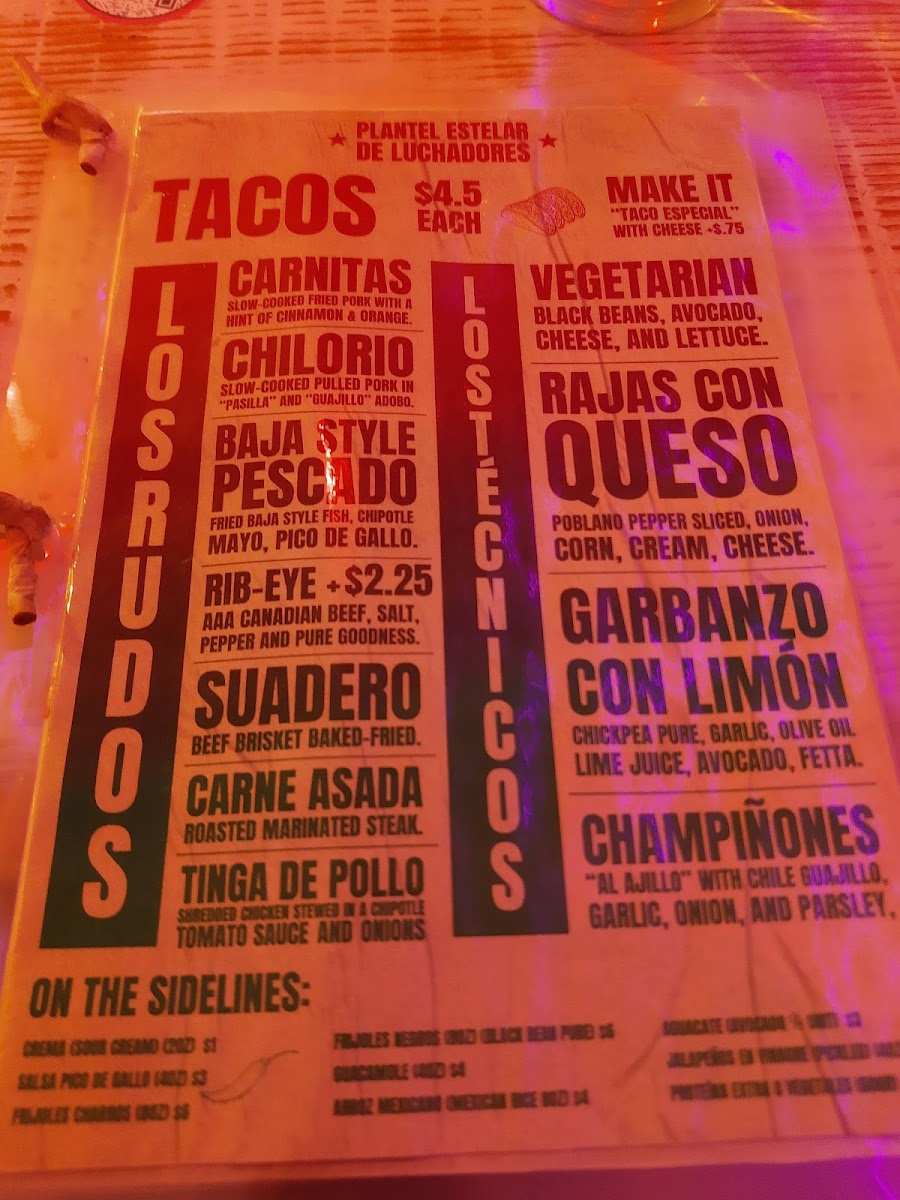 PLANTEL ESTELAR
DE LUCHADORES
TACOS
$4.5
EACH
MAKE IT
“TACO ESPECIAL”
WITH CHEESE +$.75
LOS RUDOS
CARNITAS
SLOW-COOKED FRIED PORK WITH A
HINT OF CINNAMON & ORANGE.
CHILORIO
SLOW-COOKED PULLED PORK IN
“PASILLA” AND “GUAJILLO” ADOBO.
BAJA STYLE
PESCADO
FRIED BAJA STYLE FISH, CHIPOTLE
MAYO, PICO DE GALLO.
RIB-EYE +$2.25
AAA CANADIAN BEEF, SALT,
PEPPER AND PURE GOODNESS.
SUADERO
BEEF BRISKET BAKED-FRIED.
CARNE ASADA
ROASTED MARINATED STEAK.
TINGA DE POLLO
SHREDDED CHICKEN STEWED IN A CHIPOTLE
TOMATO SAUCE AND ONIONS
LOS TÉCNICOS
VEGETARIAN
BLACK BEANS, AVOCADO,
CHEESE, AND LETTUCE.
RAJAS CON
QUESO
POBLANO PEPPER SLICED, ONION,
CORN, CREAM, CHEESE.
GARBANZO
CON LIMÓN
CHICKPEA PURE, GARLIC, OLIVE OIL
LIME JUICE, AVOCADO, FETTA.
CHAMPIÑONES
“AL AJILLO” WITH CHILE GUAJILLO,
GARLIC, ONION, AND PARSLEY,
ON THE SIDELINES:
CREMA (SOUR CREAM) (2OZ) $1
SALSA PICO DE GALLO (4OZ) $3
FRIJOLES CHARROS (8OZ) $6
FRIJOLES NEGROS (8OZ) (BLACK BEAN PURE) $6
GUACAMOLE (4OZ) $4
ARROZ MEXICANO (MEXICAN RICE 6OZ) $4
AGUACATE (AVOCADO $3
JALAPEÑOS EN VINAGRE (PICKLED)
PROTEÍNA EXTRA O VEGETALES